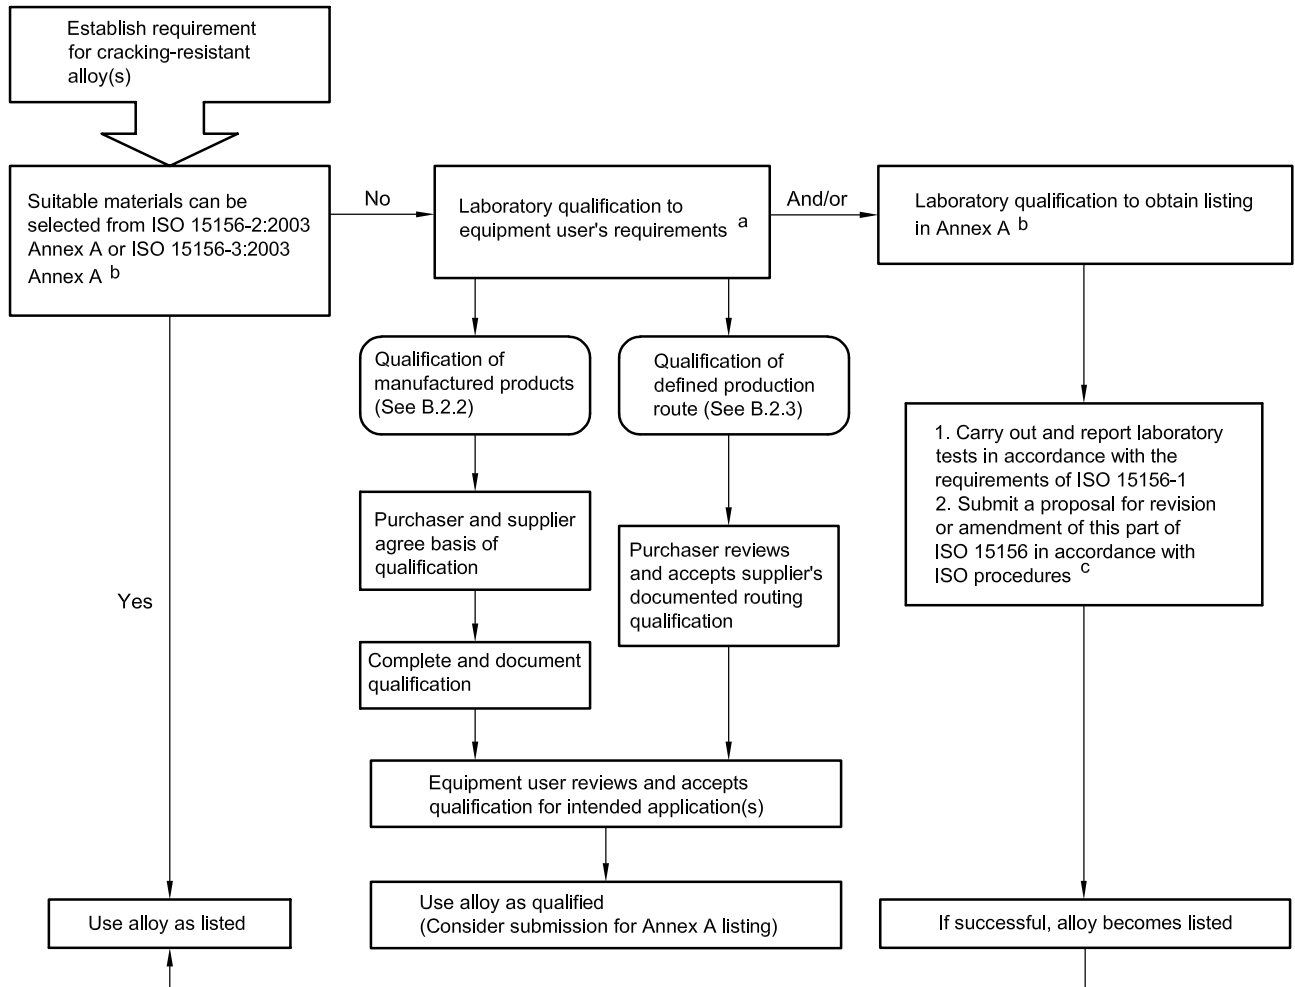 Establish requirement
for cracking-resistant
alloy(s)
Suitable materials can be
selected from ISO 15156-2:2003
Annex A or ISO 15156-3:2003
Annex A b
No
Laboratory qualification to
equipment user's requirements a
And/or
Laboratory qualification to obtain listing
in Annex A b
Qualification of
manufactured products
(See B.2.2)
Qualification of
defined production
route (See B.2.3)
1. Carry out and report laboratory
tests in accordance with the
requirements of ISO 15156-1
2. Submit a proposal for revision
or amendment of this part of
ISO 15156 in accordance with
ISO procedures c
Purchaser and supplier
agree basis of
qualification
Purchaser reviews
and accepts supplier's
documented routing
qualification
Yes
Complete and document
qualification
Equipment user reviews and accepts
qualification for intended application(s)
Use alloy as listed
Use alloy as qualified
(Consider submission for Annex A listing)
If successful, alloy becomes listed